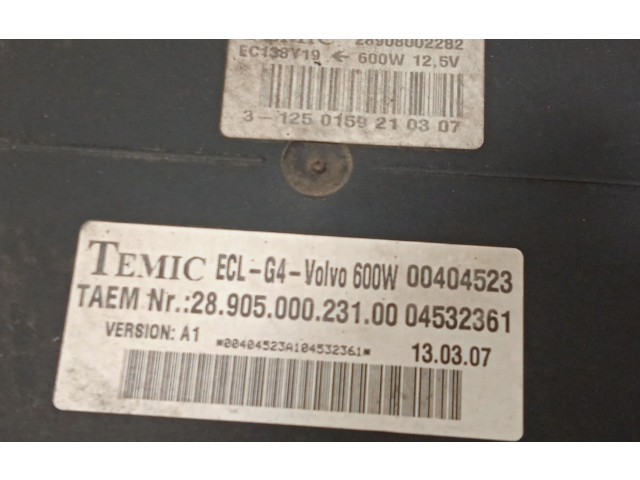 28908002282
EC138Y19 ← 600W 12,5V
3-125 0159 21 03 07
TEMIC ECL-G4-Volvo 600W 00404523
TAEM Nr.:28.905.000.231.00 04532361
VERSION: A1 *00404523A104532361* 13.03.07